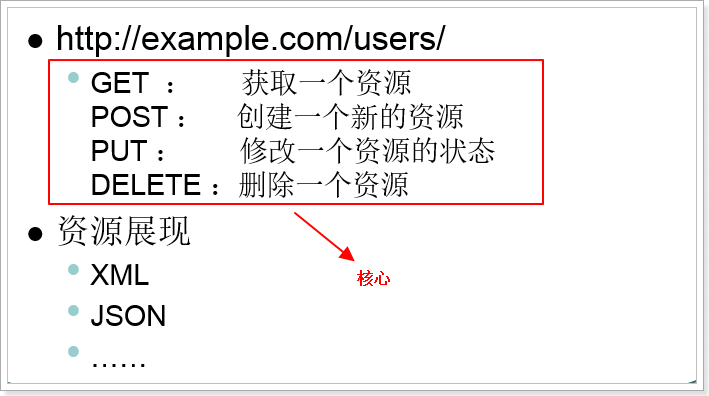 http://example.com/users/
GET ： 获取一个资源
POST： 创建一个新的资源
PUT： 修改一个资源的状态
DELETE：删除一个资源
资源展现
核心
XML
JSON
……